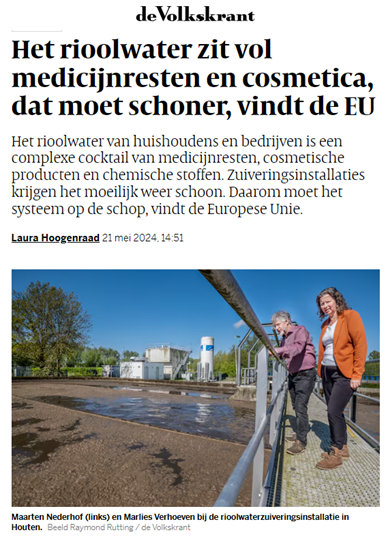 deVolkskrant
Het rioolwater zit vol
medicijnresten en cosmetica,
dat moet schoner, vindt de EU
Het rioolwater van huishoudens en bedrijven is een
complexe cocktail van medicijnresten, cosmetische
producten en chemische stoffen. Zuiveringsinstallaties
krijgen het moeilijk weer schoon. Daarom moet het
systeem op de schop, vindt de Europese Unie.
Laura Hoogenraad 21 mei 2024, 14:51
Maarten Nederhof (links) en Marlies Verhoeven bij de rioolwaterzuiveringsinstallatie in
Houten. Beeld Raymond Rutting / de Volkskrant